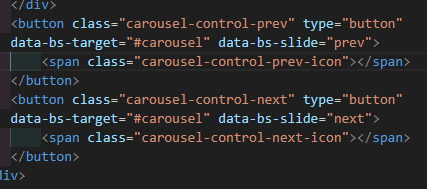 </div>
<button class="carousel-control-prev" type="button"
data-bs-target="#carousel" data-bs-slide="prev">
<span class="carousel-control-prev-icon"></span>
</button>
<button class="carousel-control-next" type="button"
data-bs-target="#carousel" data-bs-slide="next">
<span class="carousel-control-next-icon"></span>
</button>
div>